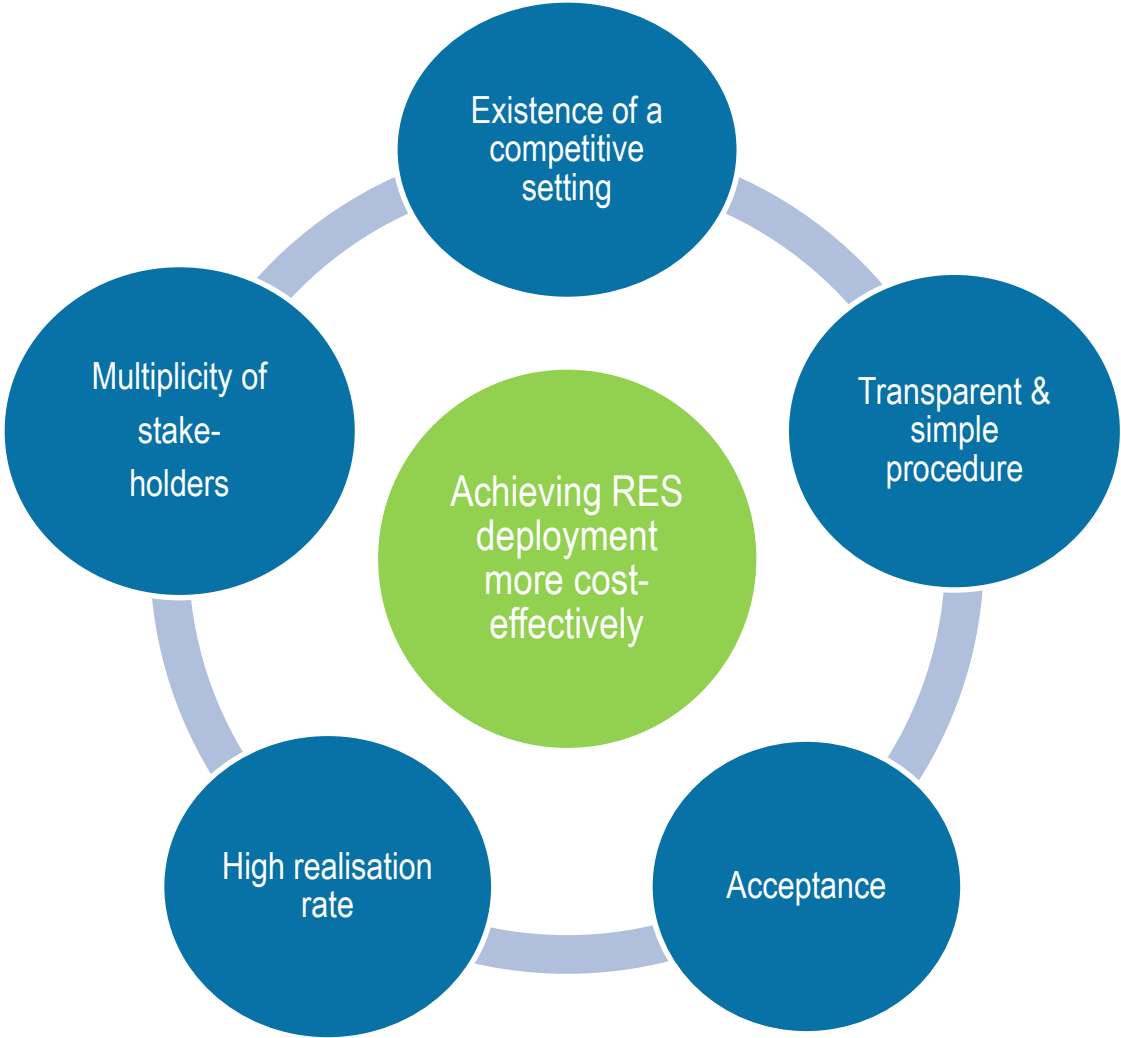 Existence of a
competitive
setting
Transparent &
simple
procedure
Acceptance
High realisation
rate
Multiplicity of
stake-
holders
Achieving RES
deployment
more cost-
effectively